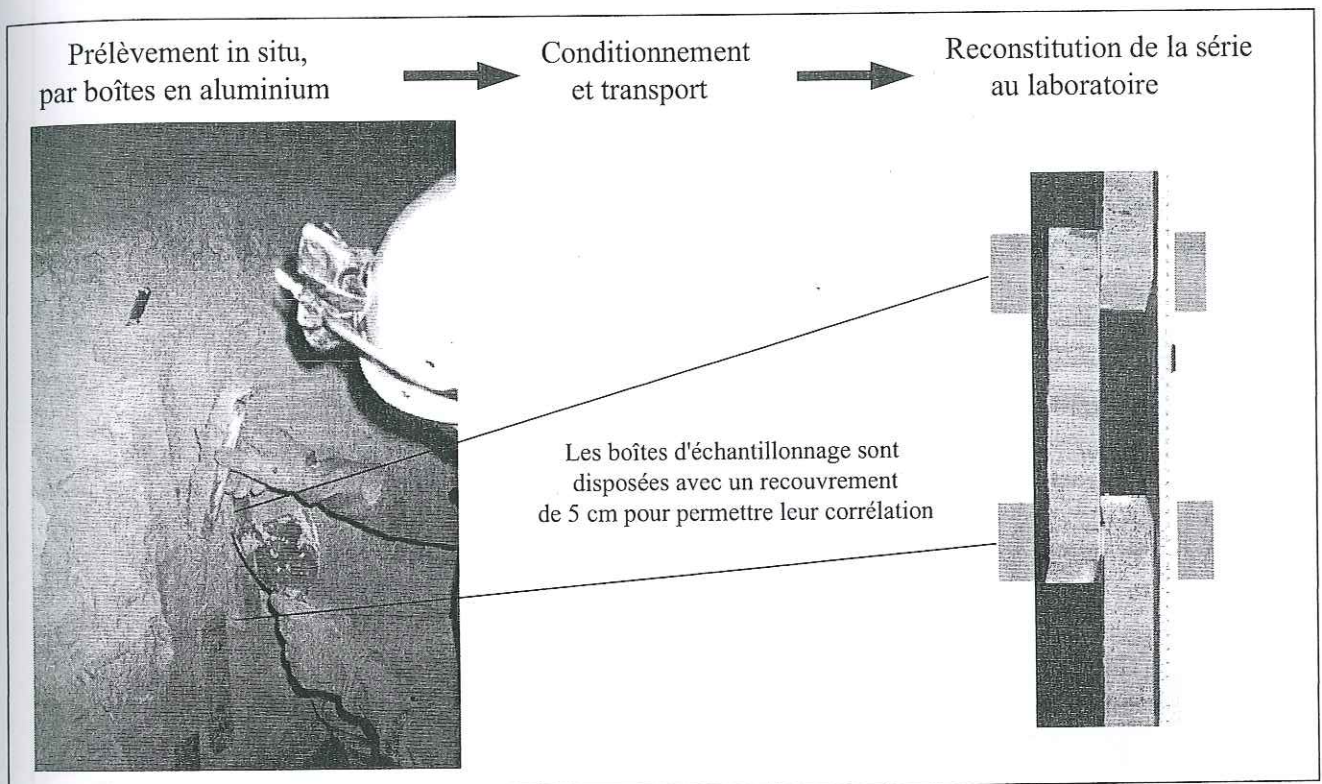 Prélèvement in situ,
par boîtes en aluminium
Conditionnement
et transport
Reconstitution de la série
au laboratoire
Les boîtes d'échantillonnage sont
disposées avec un recouvrement
de 5 cm pour permettre leur corrélation